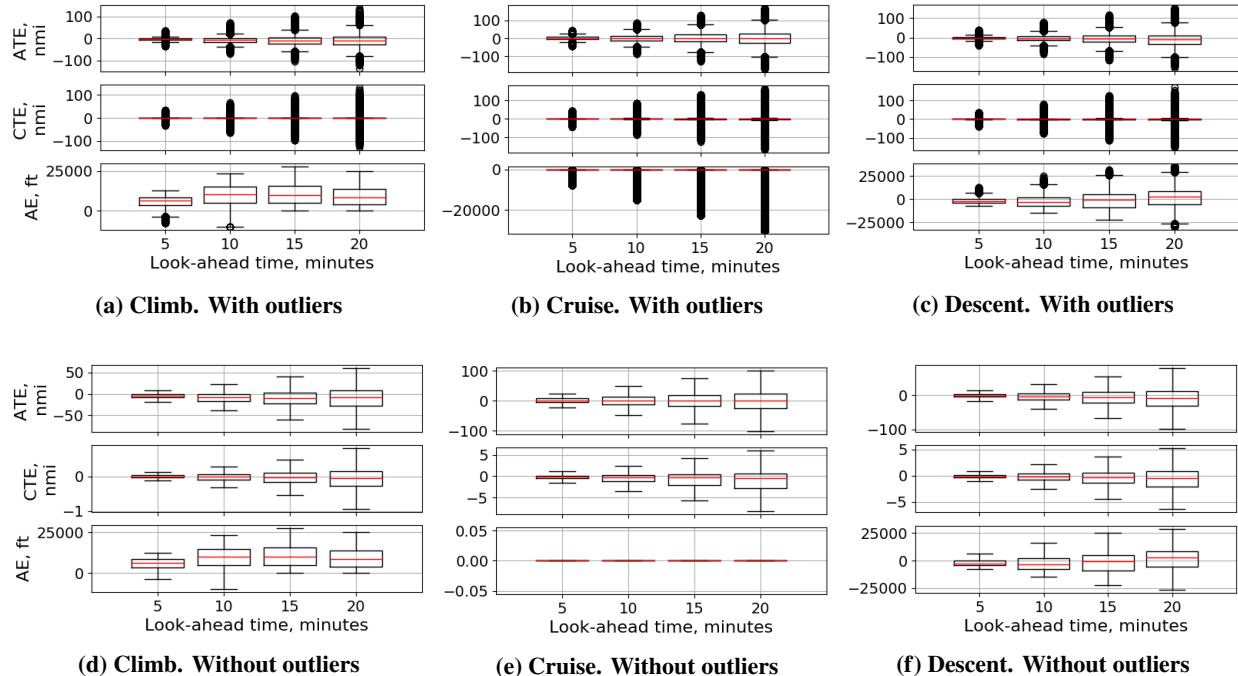 ATE, nmi
100
0
−100
CTE, nmi
100
0
−100
AE, ft
25000
0
5 10 15 20
Look-ahead time, minutes
(a) Climb. With outliers
100
0
−100
100
0
−100
0
−20000
5 10 15 20
Look-ahead time, minutes
(b) Cruise. With outliers
100
0
−100
100
0
−100
25000
0
−25000
5 10 15 20
Look-ahead time, minutes
(c) Descent. With outliers
ATE, nmi
50
0
−50
CTE, nmi
0
−1
AE, ft
25000
0
5 10 15 20
Look-ahead time, minutes
(d) Climb. Without outliers
100
0
−100
5
0
−5
0.05
0.00
−0.05
5 10 15 20
Look-ahead time, minutes
(e) Cruise. Without outliers
0
−100
5
0
−5
25000
0
−25000
5 10 15 20
Look-ahead time, minutes
(f) Descent. Without outliers